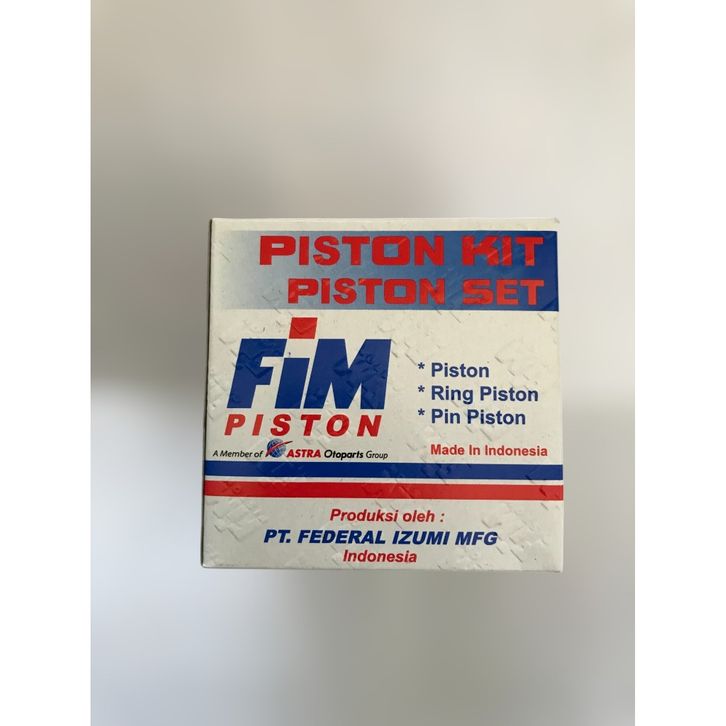 PISTON KIT
PISTON SET
FiM
PISTON
A Member of ASTRA Otoparts Group
* Piston
* Ring Piston
* Pin Piston
Made In Indonesia
Produksi oleh :
PT. FEDERAL IZUMI MFG
Indonesia